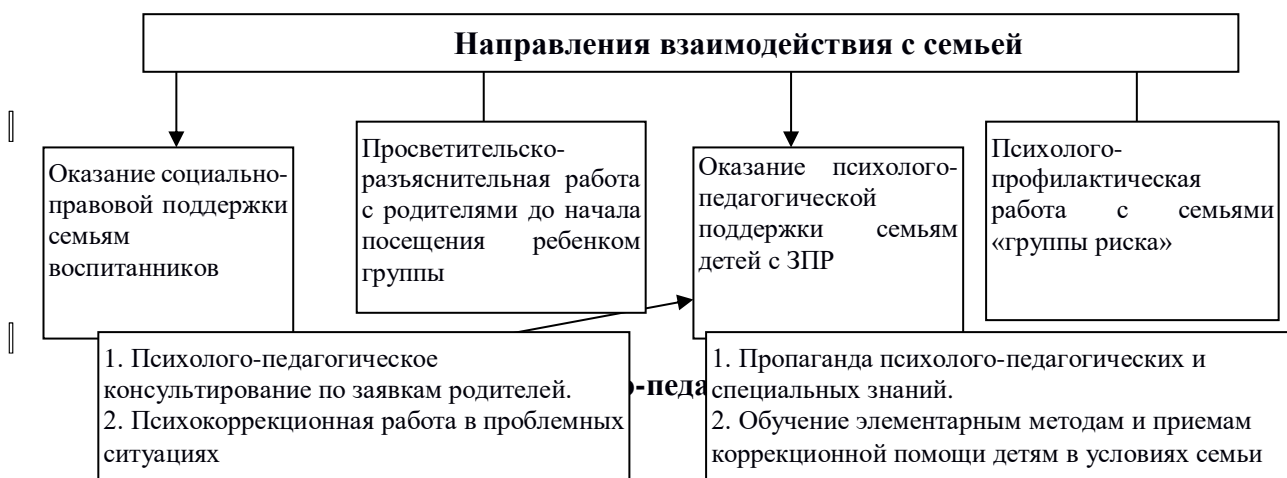 Направления взаимодействия с семьей
Оказание социально-
правовой поддержки
семьям
воспитанников
Просветительско-
разъяснительная работа
с родителями до начала
посещения ребенком
группы
Оказание психолого-
педагогической
поддержки семьям
детей с ЗПР
Психолого-
профилактическая
работа с семьями
«группы риска»
1. Психолого-педагогическое
консультирование по заявкам родителей.
2. Психокоррекционная работа в проблемных
ситуациях
1. Пропаганда психолого-педагогических и
специальных знаний.
2. Обучение элементарным методам и приемам
коррекционной помощи детям в условиях семьи